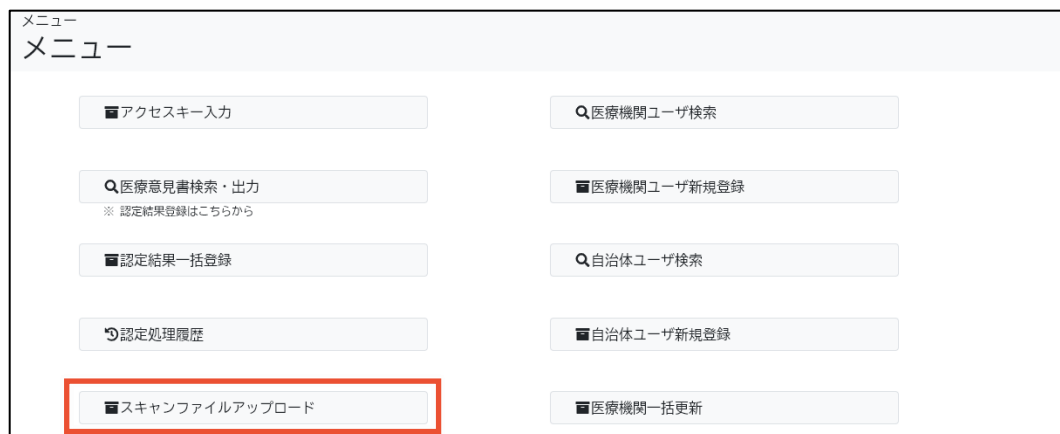 メニュー
メニュー
アクセスキー入力
医療機関ユーザ検索
医療意見書検索・出力
医療機関ユーザ新規登録
※ 認定結果登録はこちらから
認定結果一括登録
自治体ユーザ検索
認定処理履歴
自治体ユーザ新規登録
スキャンファイルアップロード
医療機関一括更新